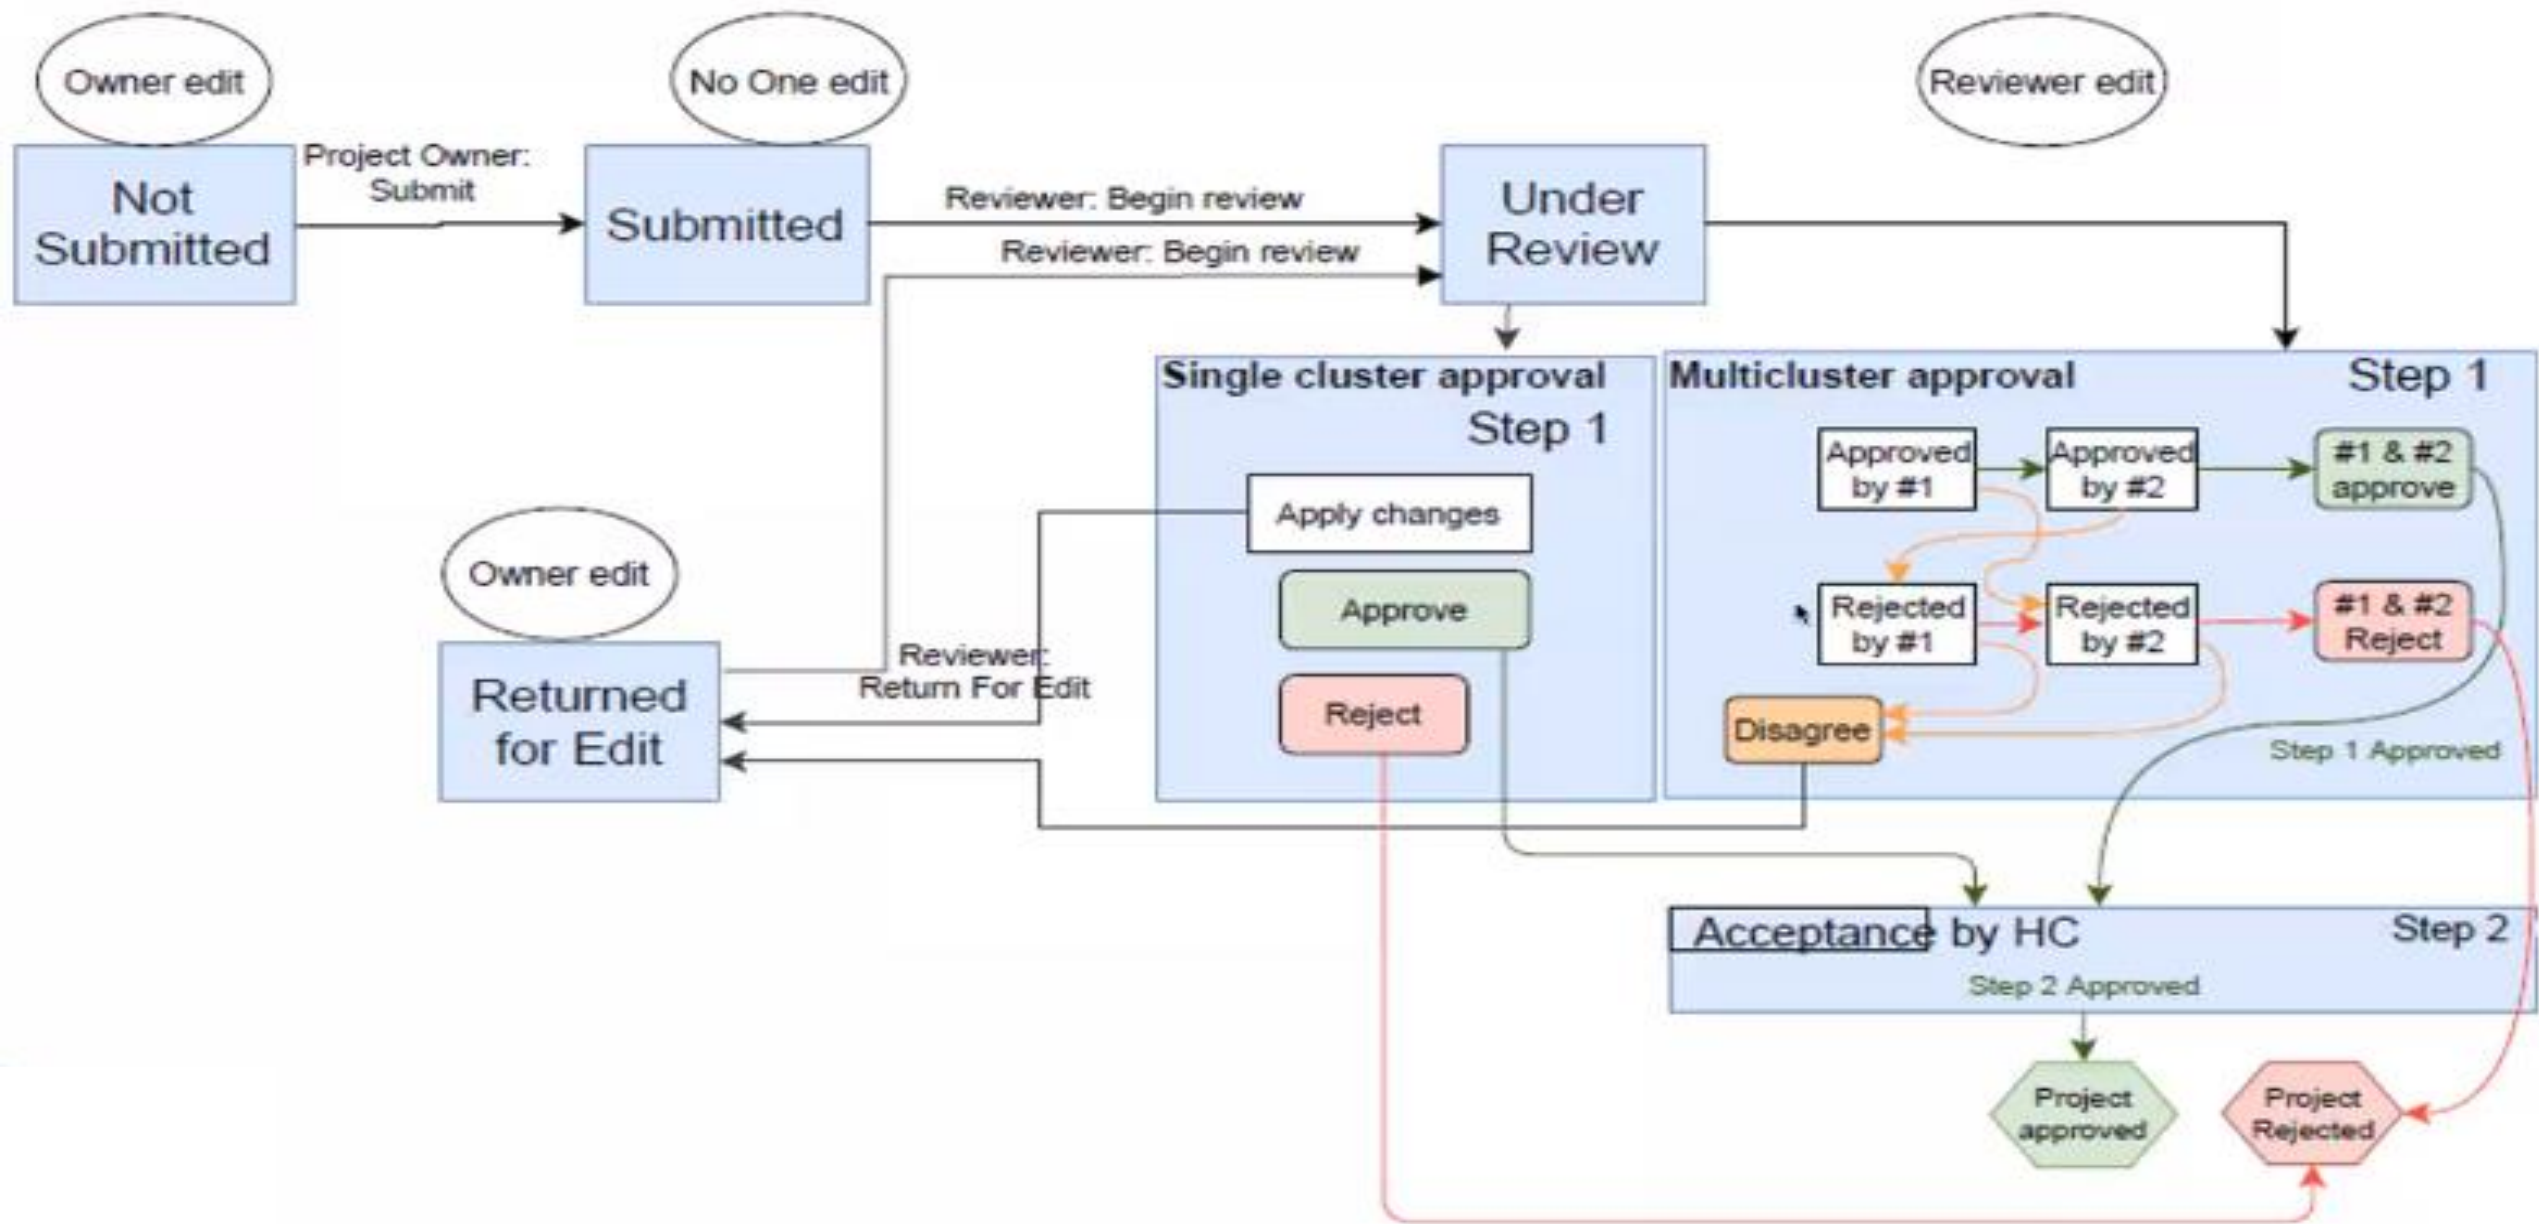 Owner edit
No One edit
Reviewer edit
Not
Submitted
Project Owner:
Submit
Submitted
Reviewer: Begin review
Reviewer: Begin review
Under
Review
Single cluster approval
Step 1
Apply changes
Approve
Reject
Multicluster approval
Step 1
Approved
by #1
Approved
by #2
#1 & #2
approve
Rejected
by #1
Rejected
by #2
#1 & #2
Reject
Disagree
Step 1 Approved
Owner edit
Returned
for Edit
Reviewer:
Return For Edit
Acceptance by HC
Step 2
Step 2 Approved
Project
approved
Project
Rejected